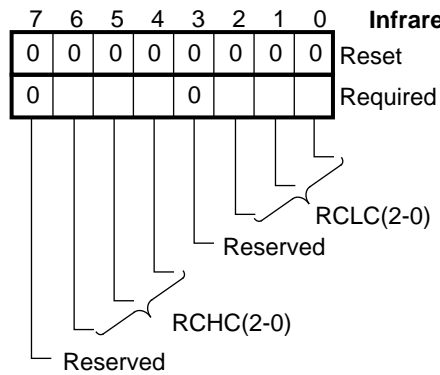 7 6 5 4 3 2 1 0 Infrare
0 0 0 0 0 0 0 0 Reset
0 0 Required
RCLC(2-0)
Reserved
RCHC(2-0)
Reserved